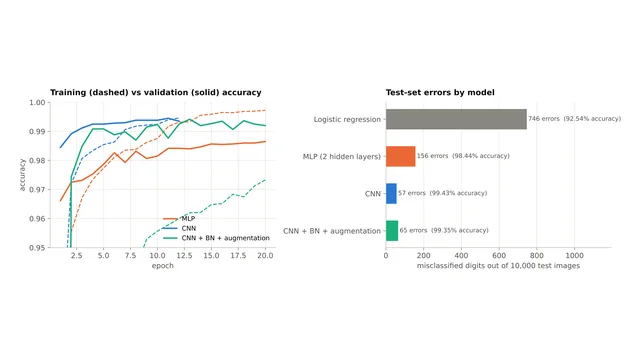 Training (dashed) vs validation (solid) accuracy
1.00
0.99
0.98
0.97
0.96
0.95
accuracy
2.5 5.0 7.5 10.0 12.5 15.0 17.5 20.0
epoch
MLP
CNN
CNN + BN + augmentation
Test-set errors by model
Logistic regression
746 errors (92.54% accuracy)
MLP (2 hidden layers)
156 errors (98.44% accuracy)
CNN
57 errors (99.43% accuracy)
CNN + BN + augmentation
65 errors (99.35% accuracy)
0 200 400 600 800 1000
misclassified digits out of 10,000 test images